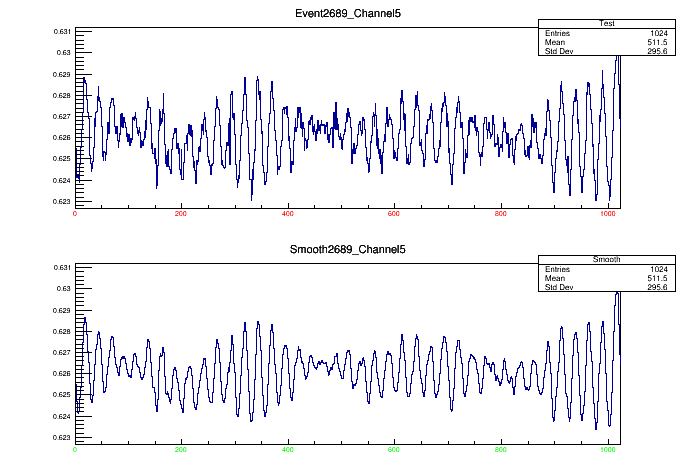 Event2689_Channel5
Test
Entries 1024
Mean 511.5
Std Dev 295.6
0.631
0.63
0.629
0.628
0.627
0.626
0.625
0.624
0.623
0 200 400 600 800 1000
Smooth2689_Channel5
Smooth
Entries 1024
Mean 511.5
Std Dev 295.6
0.631
0.63
0.629
0.628
0.627
0.626
0.625
0.624
0.623
0 200 400 600 800 1000